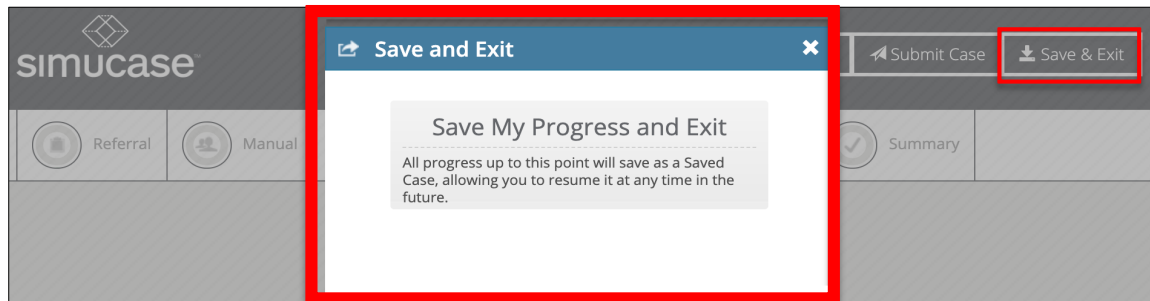 sımucase™
Save and Exit
Submit Case
Save & Exit
Referral
Manual
Summary
Save My Progress and Exit
All progress up to this point will save as a Saved
Case, allowing you to resume it at any time in the
future.